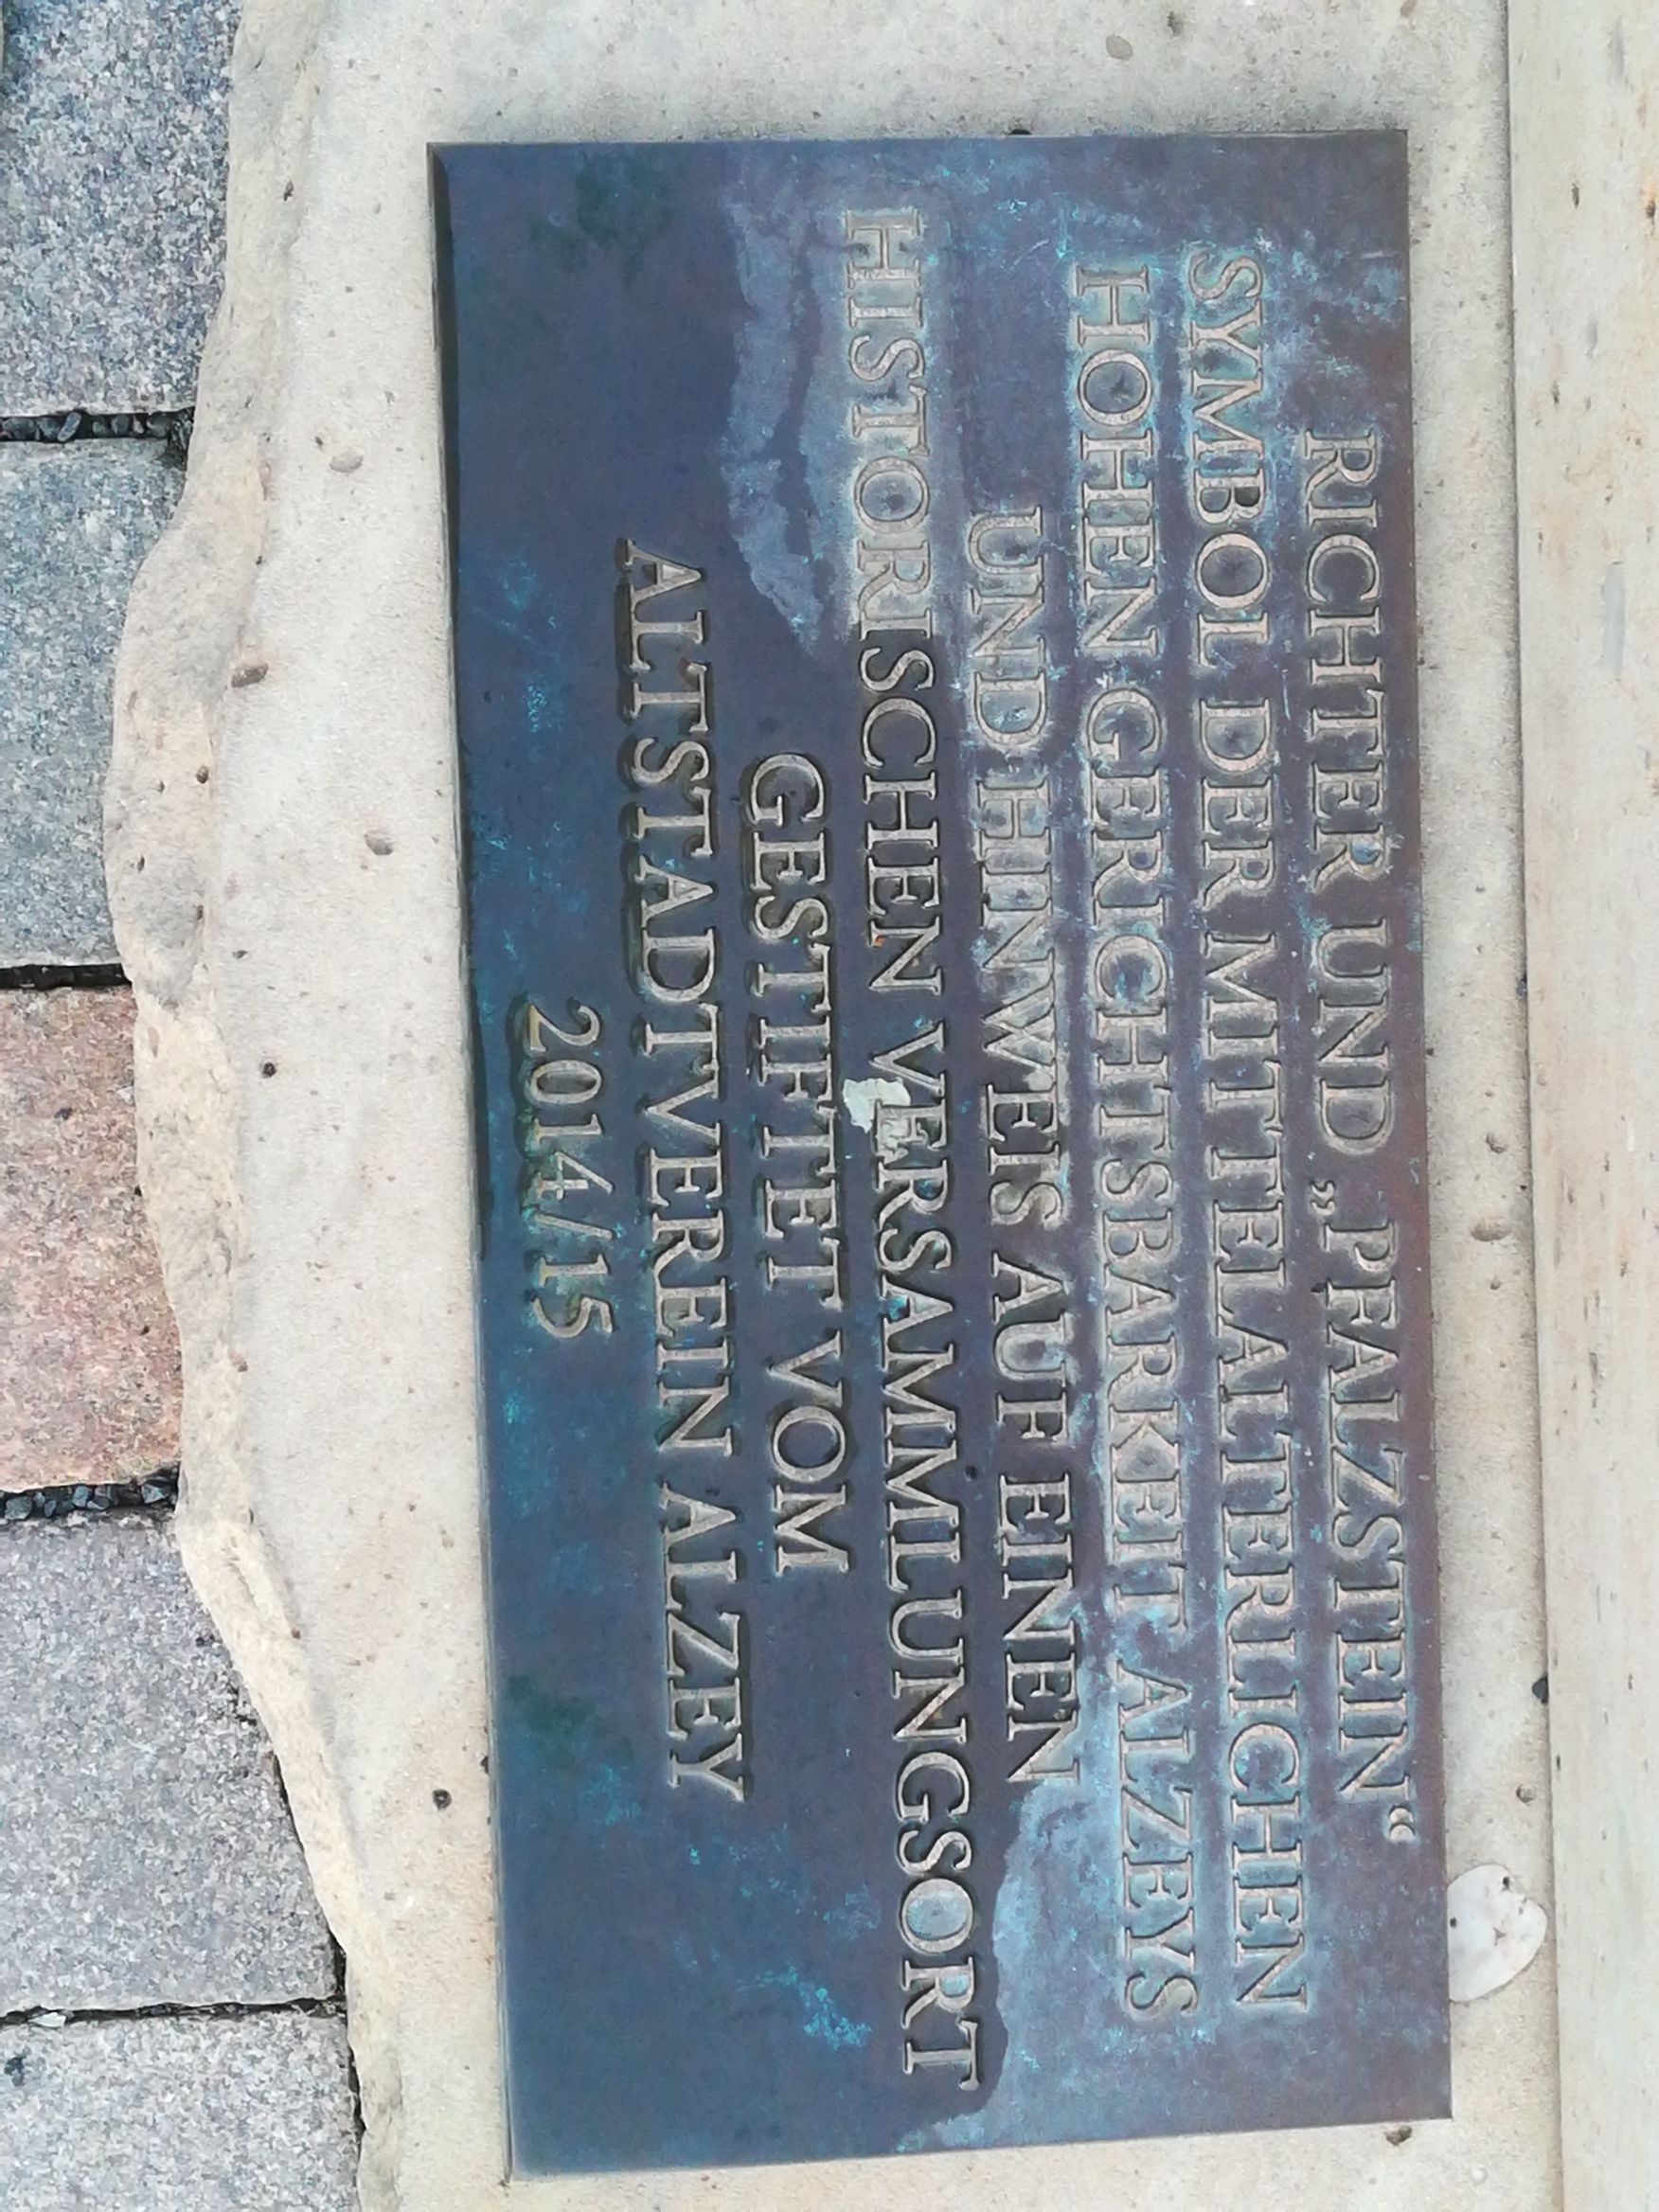 RICHTER UND „PFALZSTEIN“
SYMBOL DER MITTELALTERLICHEN
HOHEN GERICHTSBARKEIT ALZEYS
UND HINWEIS AUF EINEN
HISTORISCHEN VERSAMMLUNGSORT
GESTIFTET VOM
ALTSTADTVEREIN ALZEY
2014/15